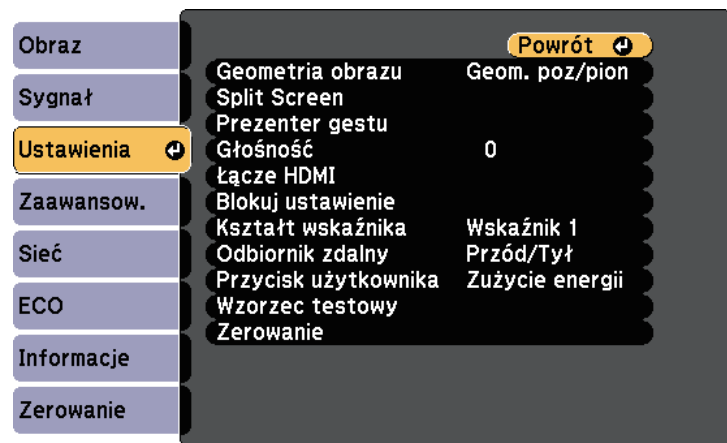 Obraz
Sygnał
Ustawienia
Zaawansow.
Sieć
ECO
Informacje
Zerowanie
Powrót
Geometria obrazu Geom. poz/pion
Split Screen
Prezenter gestu
Głośność 0
Łącze HDMI
Blokuj ustawienie
Kształt wskaźnika Wskaźnik 1
Odbiornik zdalny Przód/Tył
Przycisk użytkownika Zużycie energii
Wzorzec testowy
Zerowanie